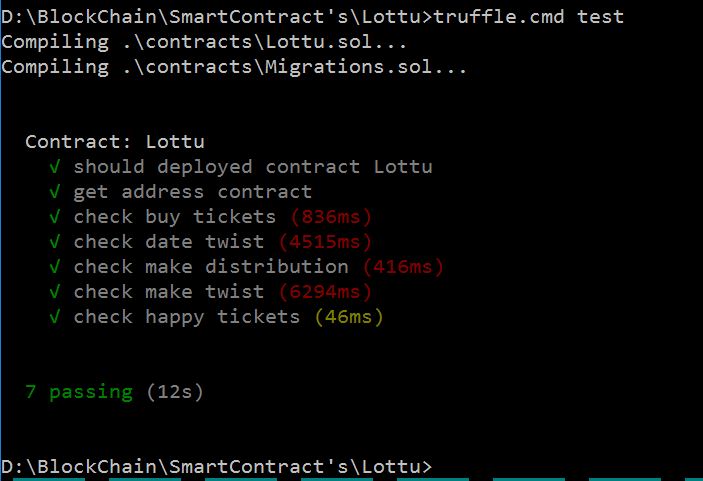 D:\BlockChain\SmartContract's\Lottu>truffle.cmd test
Compiling .\contracts\Lottu.sol...
Compiling .\contracts\Migrations.sol...
Contract: Lottu
√ should deployed contract Lottu
√ get address contract
√ check buy tickets (836ms)
√ check date twist (4515ms)
√ check make distribution (416ms)
√ check make twist (6294ms)
√ check happy tickets (46ms)
7 passing (12s)
D:\BlockChain\SmartContract's\Lottu>